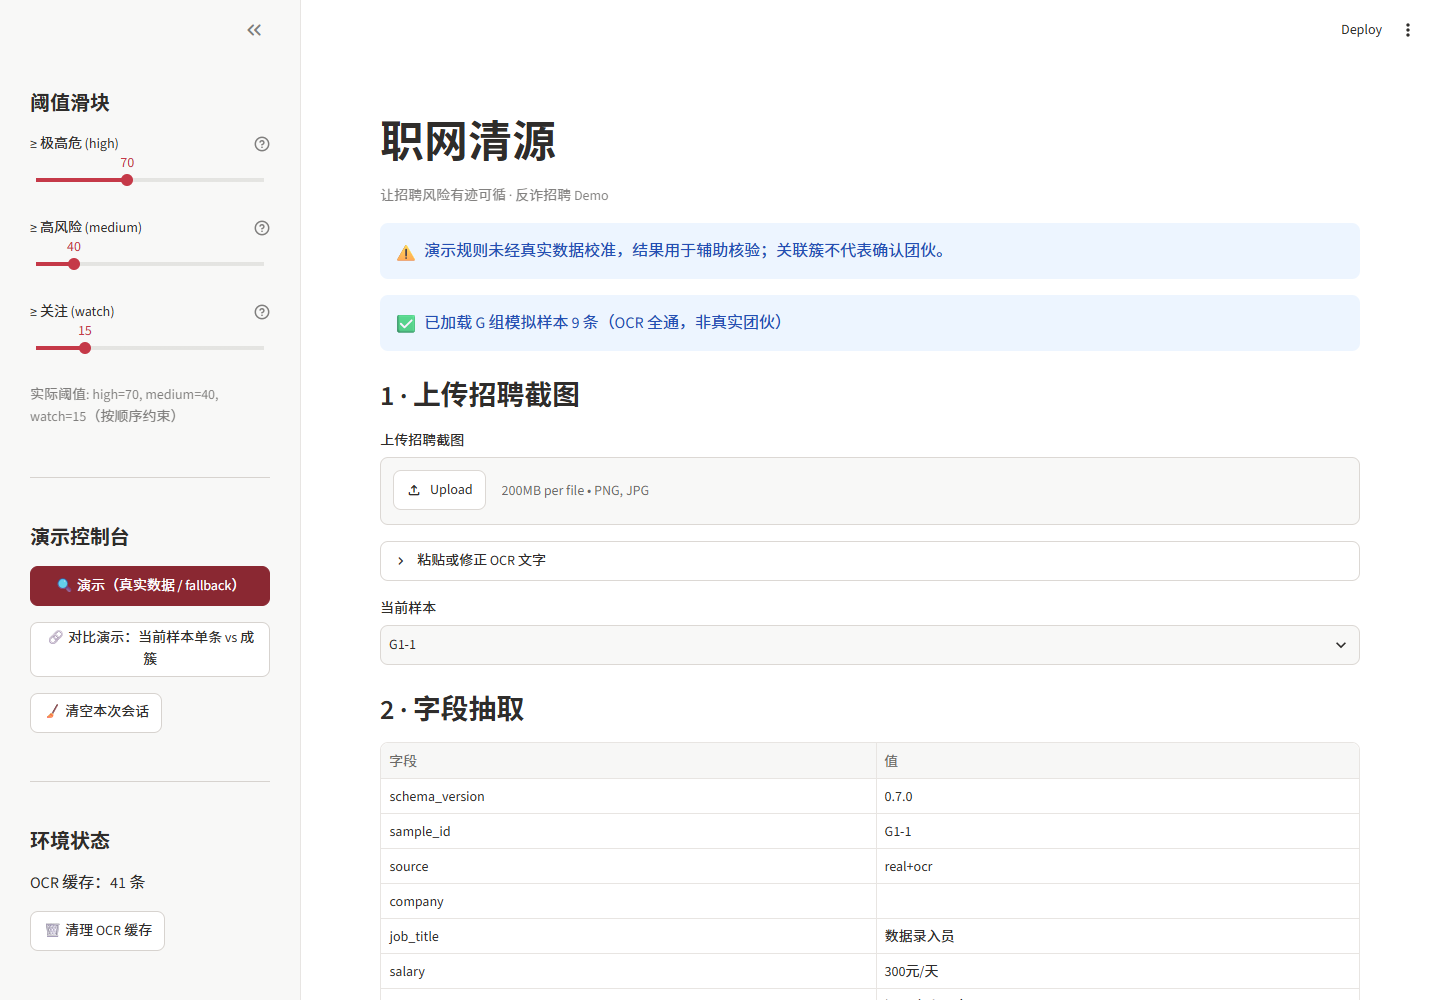 阈值滑块
≥ 极高危 (high)
70
≥ 高风险 (medium)
40
≥ 关注 (watch)
15
实际阈值: high=70, medium=40,
watch=15（按顺序约束）
演示控制台
演示（真实数据 / fallback）
对比演示：当前样本单条 vs 成
簇
清空本次会话
环境状态
OCR 缓存：41 条
清理 OCR 缓存
Deploy
职网清源
让招聘风险有迹可循 · 反诈招聘 Demo
演示规则未经真实数据校准，结果用于辅助核验；关联簇不代表确认团伙。
已加载 G 组模拟样本 9 条（OCR 全通，非真实团伙）
1 · 上传招聘截图
上传招聘截图
Upload
200MB per file • PNG, JPG
粘贴或修正 OCR 文字
当前样本
G1-1
2 · 字段抽取
字段 值
schema_version 0.7.0
sample_id G1-1
source real+ocr
company
job_title 数据录入员
salary 300元/天